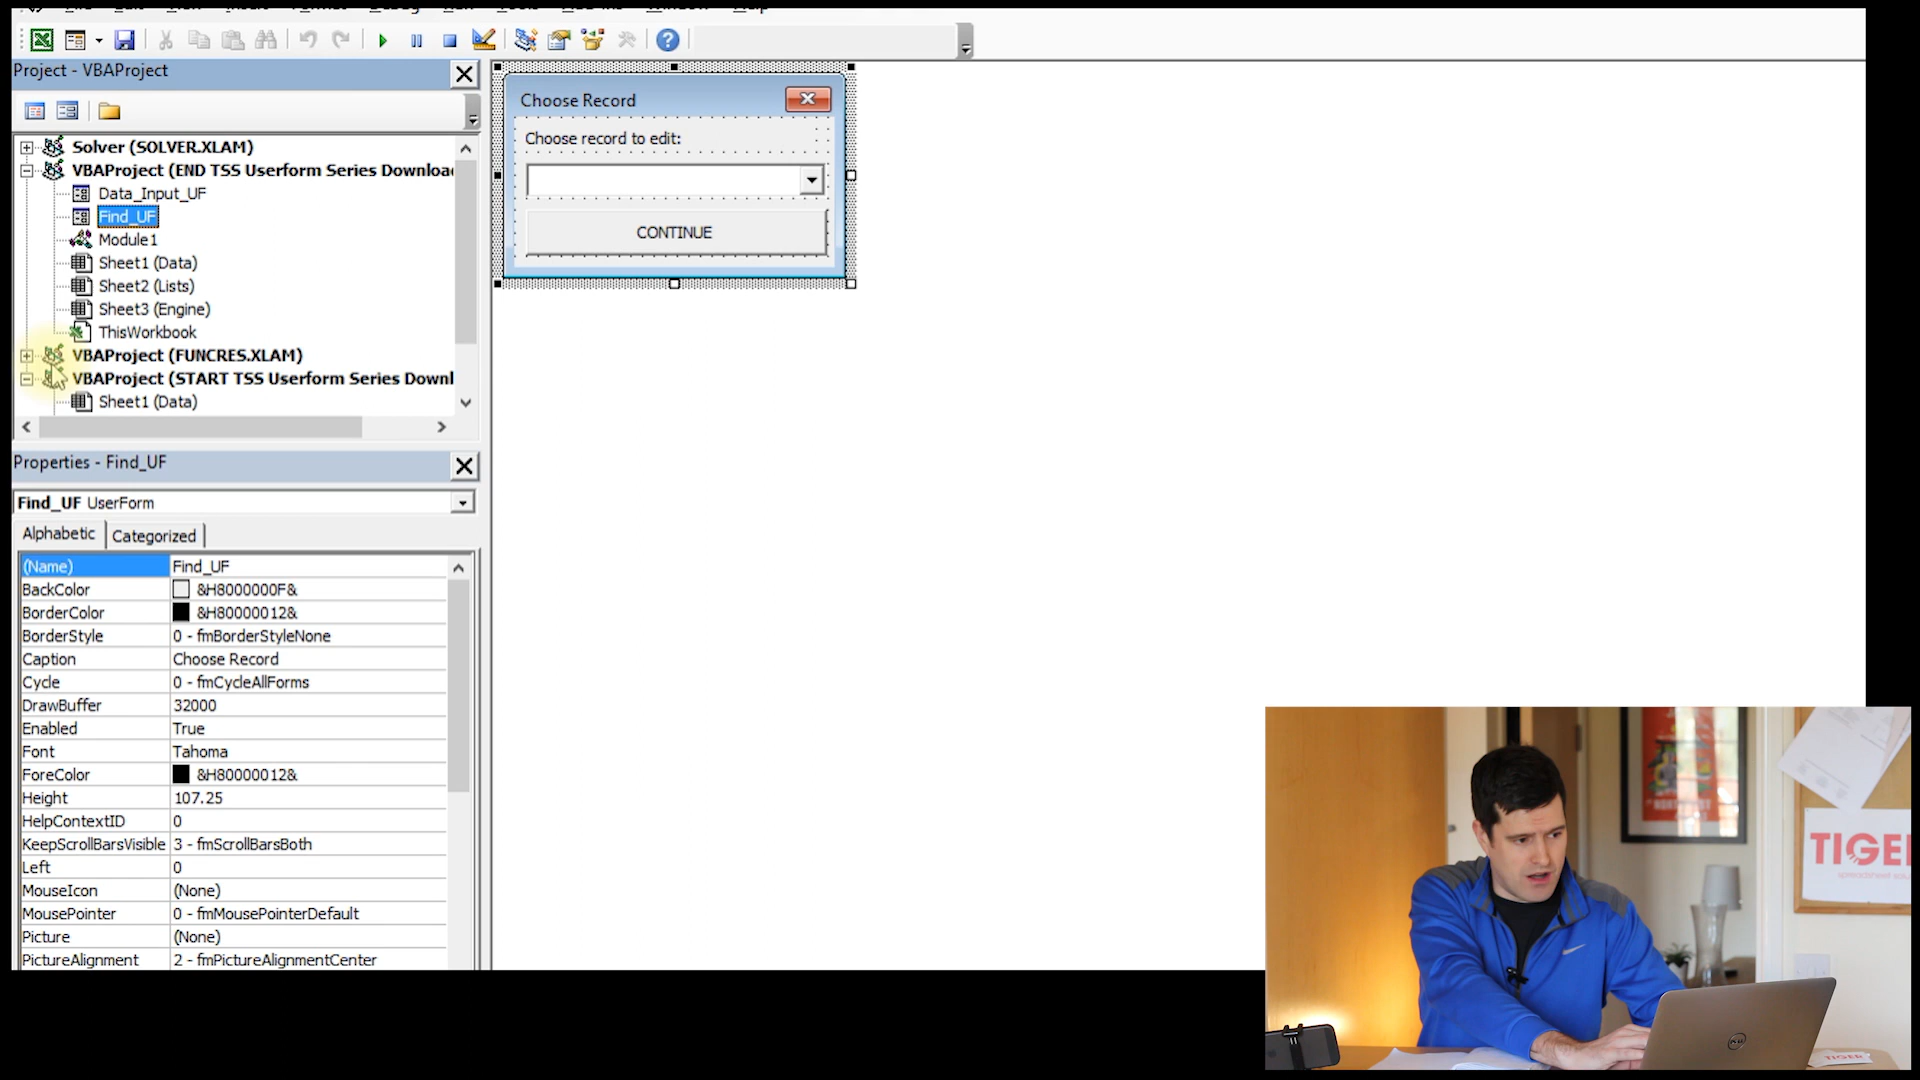 Project - VBAProject
Solver (SOLVER.XLAM)
VBAProject (END TSS Userform Series Downloa
Data_Input_UF
Find_UF
Module1
Sheet1 (Data)
Sheet2 (Lists)
Sheet3 (Engine)
ThisWorkbook
VBAProject (FUNCRES.XLAM)
VBAProject (START TSS Userform Series Downl
Sheet1 (Data)
Choose Record
Choose record to edit:
CONTINUE
Properties - Find_UF
Find_UF UserForm
Alphabetic Categorized
(Name) Find_UF
BackColor &H8000000F&
BorderColor &H80000012&
BorderStyle 0 - fmBorderStyleNone
Caption Choose Record
Cycle 0 - fmCycleAllForms
DrawBuffer 32000
Enabled True
Font Tahoma
ForeColor &H80000012&
Height 107.25
HelpContextID 0
KeepScrollBarsVisible 3 - fmScrollBarsBoth
Left 0
MouseIcon (None)
MousePointer 0 - fmMousePointerDefault
Picture (None)
PictureAlignment 2 - fmPictureAlignmentCenter
TIGER
TIGER